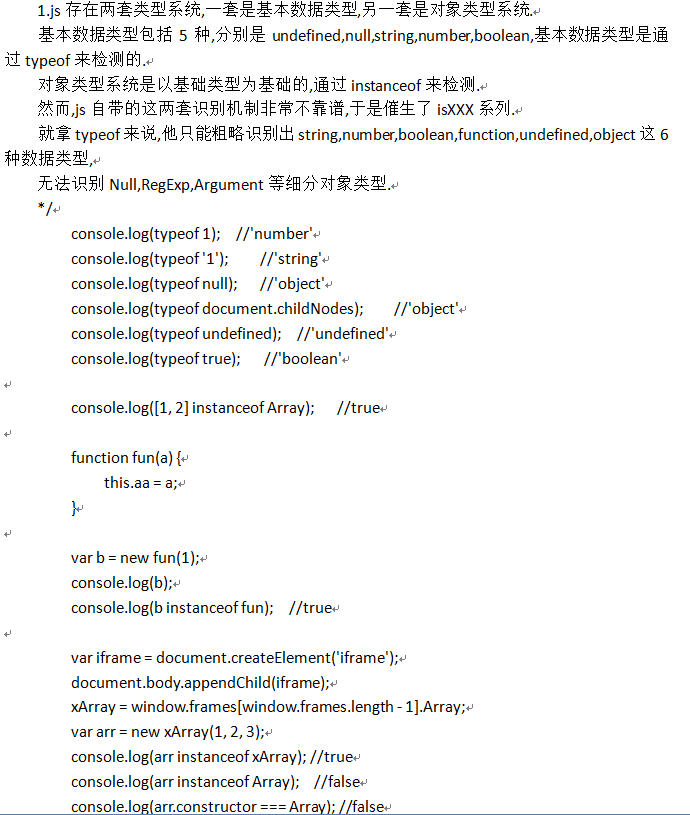 1.js 存在两套类型系统,一套是基本数据类型,另一套是对象类型系统.
基本数据类型包括 5 种,分别是 undefined,null,string,number,boolean,基本数据类型是通
过 typeof 来检测的.
对象类型系统是以基础类型为基础的,通过 instanceof 来检测.
然而,js 自带的这两套识别机制非常不靠谱,于是催生了 isXXX 系列.
就拿 typeof 来说,他只能粗略识别出 string,number,boolean,function,undefined,object 这 6
种数据类型,
无法识别 Null,RegExp,Argument 等细分对象类型.
*/
console.log(typeof 1); //'number'
console.log(typeof '1'); //'string'
console.log(typeof null); //'object'
console.log(typeof document.childNodes); //'object'
console.log(typeof undefined); //'undefined'
console.log(typeof true); //'boolean'
console.log([1, 2] instanceof Array); //true
function fun(a) {
this.aa = a;
}
var b = new fun(1);
console.log(b);
console.log(b instanceof fun); //true
var iframe = document.createElement('iframe');
document.body.appendChild(iframe);
xArray = window.frames[window.frames.length - 1].Array;
var arr = new xArray(1, 2, 3);
console.log(arr instanceof xArray); //true
console.log(arr instanceof Array); //false
console.log(arr.constructor === Array); //false